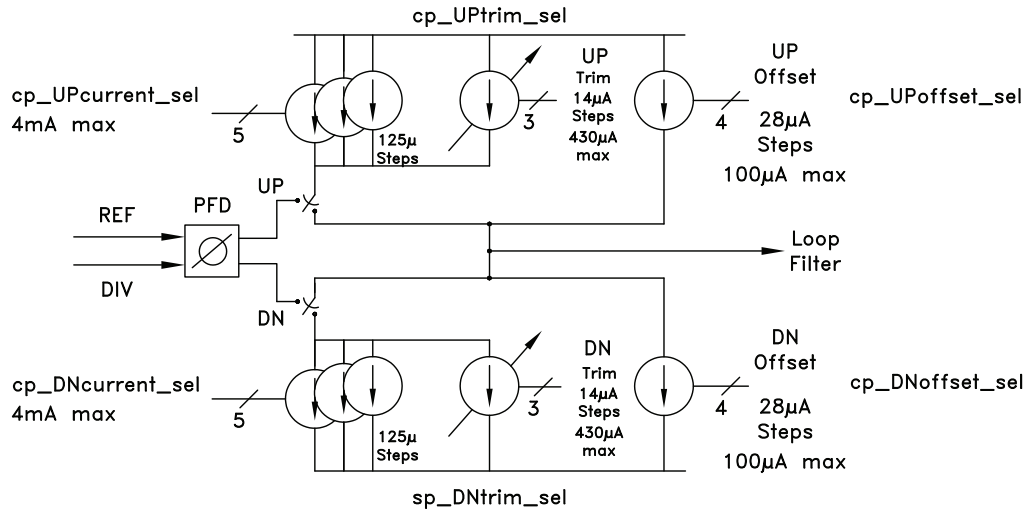 cp_UPtrim_sel
cp_UPcurrent_sel
4mA max
5
125µ
Steps
3
UP
Trim
14µA
Steps
430µA
max
4
UP
Offset
28µA
Steps
100µA max
cp_UPoffset_sel
UP
REF
PFD
DIV
DN
Loop
Filter
cp_DNcurrent_sel
4mA max
5
125µ
Steps
3
DN
Trim
14µA
Steps
430µA
max
4
DN
Offset
28µA
Steps
100µA max
cp_DNoffset_sel
sp_DNtrim_sel